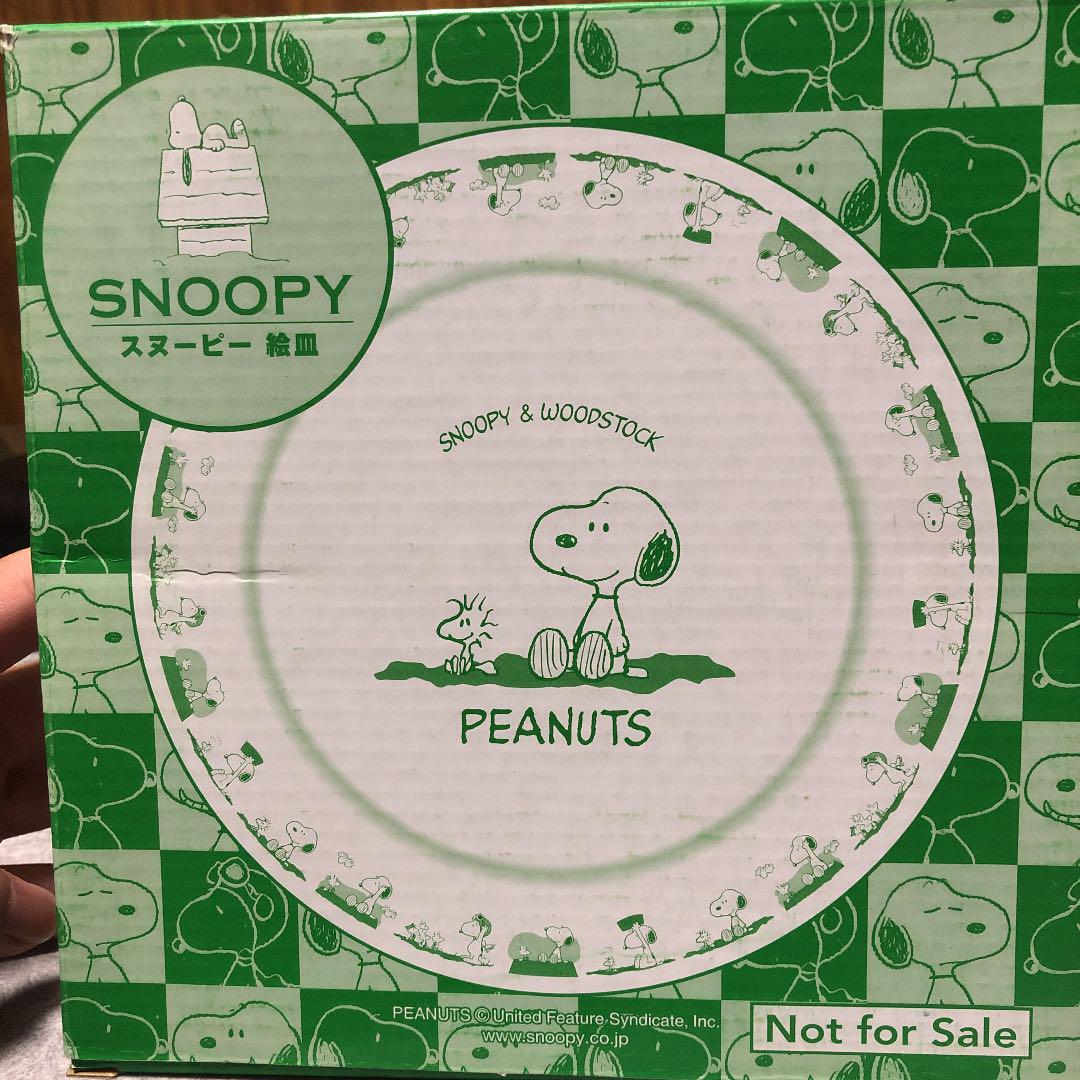 SNOOPY
スヌーピー 絵皿
SNOOPY & WOODSTOCK
PEANUTS
PEANUTS © United Feature Syndicate, Inc.
www.snoopy.co.jp
Not for Sale